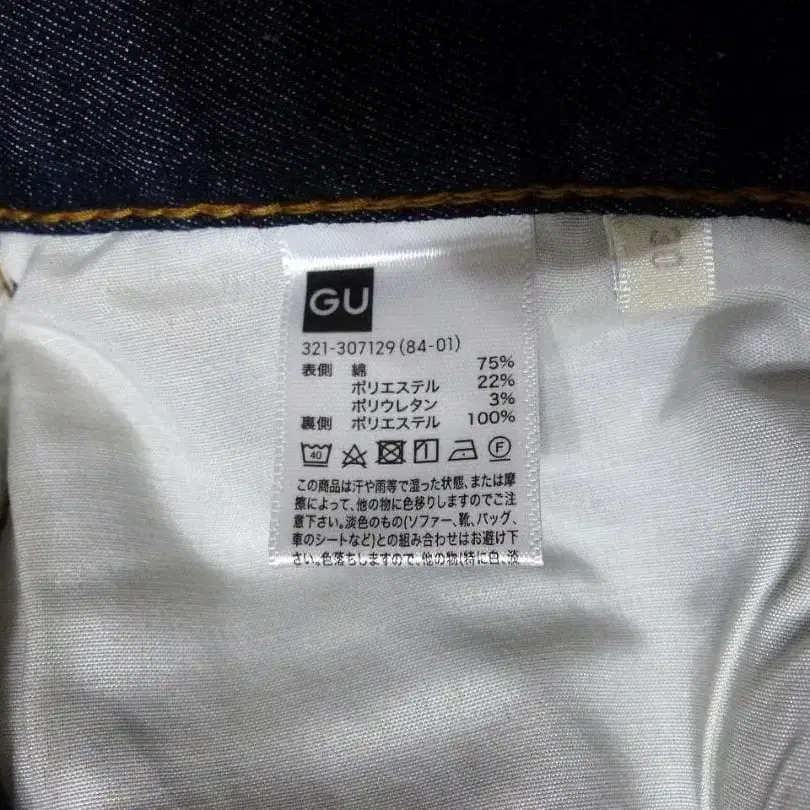 GU
30
321-307129(84-01)
表側 綿 75%
ポリエステル 22%
ポリウレタン 3%
裏側 ポリエステル 100%
40 F
この商品は汗や雨等で湿った状態、または摩
擦によって、他の物に色移りしますのでご注
意下さい。淡色のもの(ソファー、靴、バッグ、
車のシートなど)との組み合わせはお避け下
さい。色落ちしますので、他の物(特に白、淡